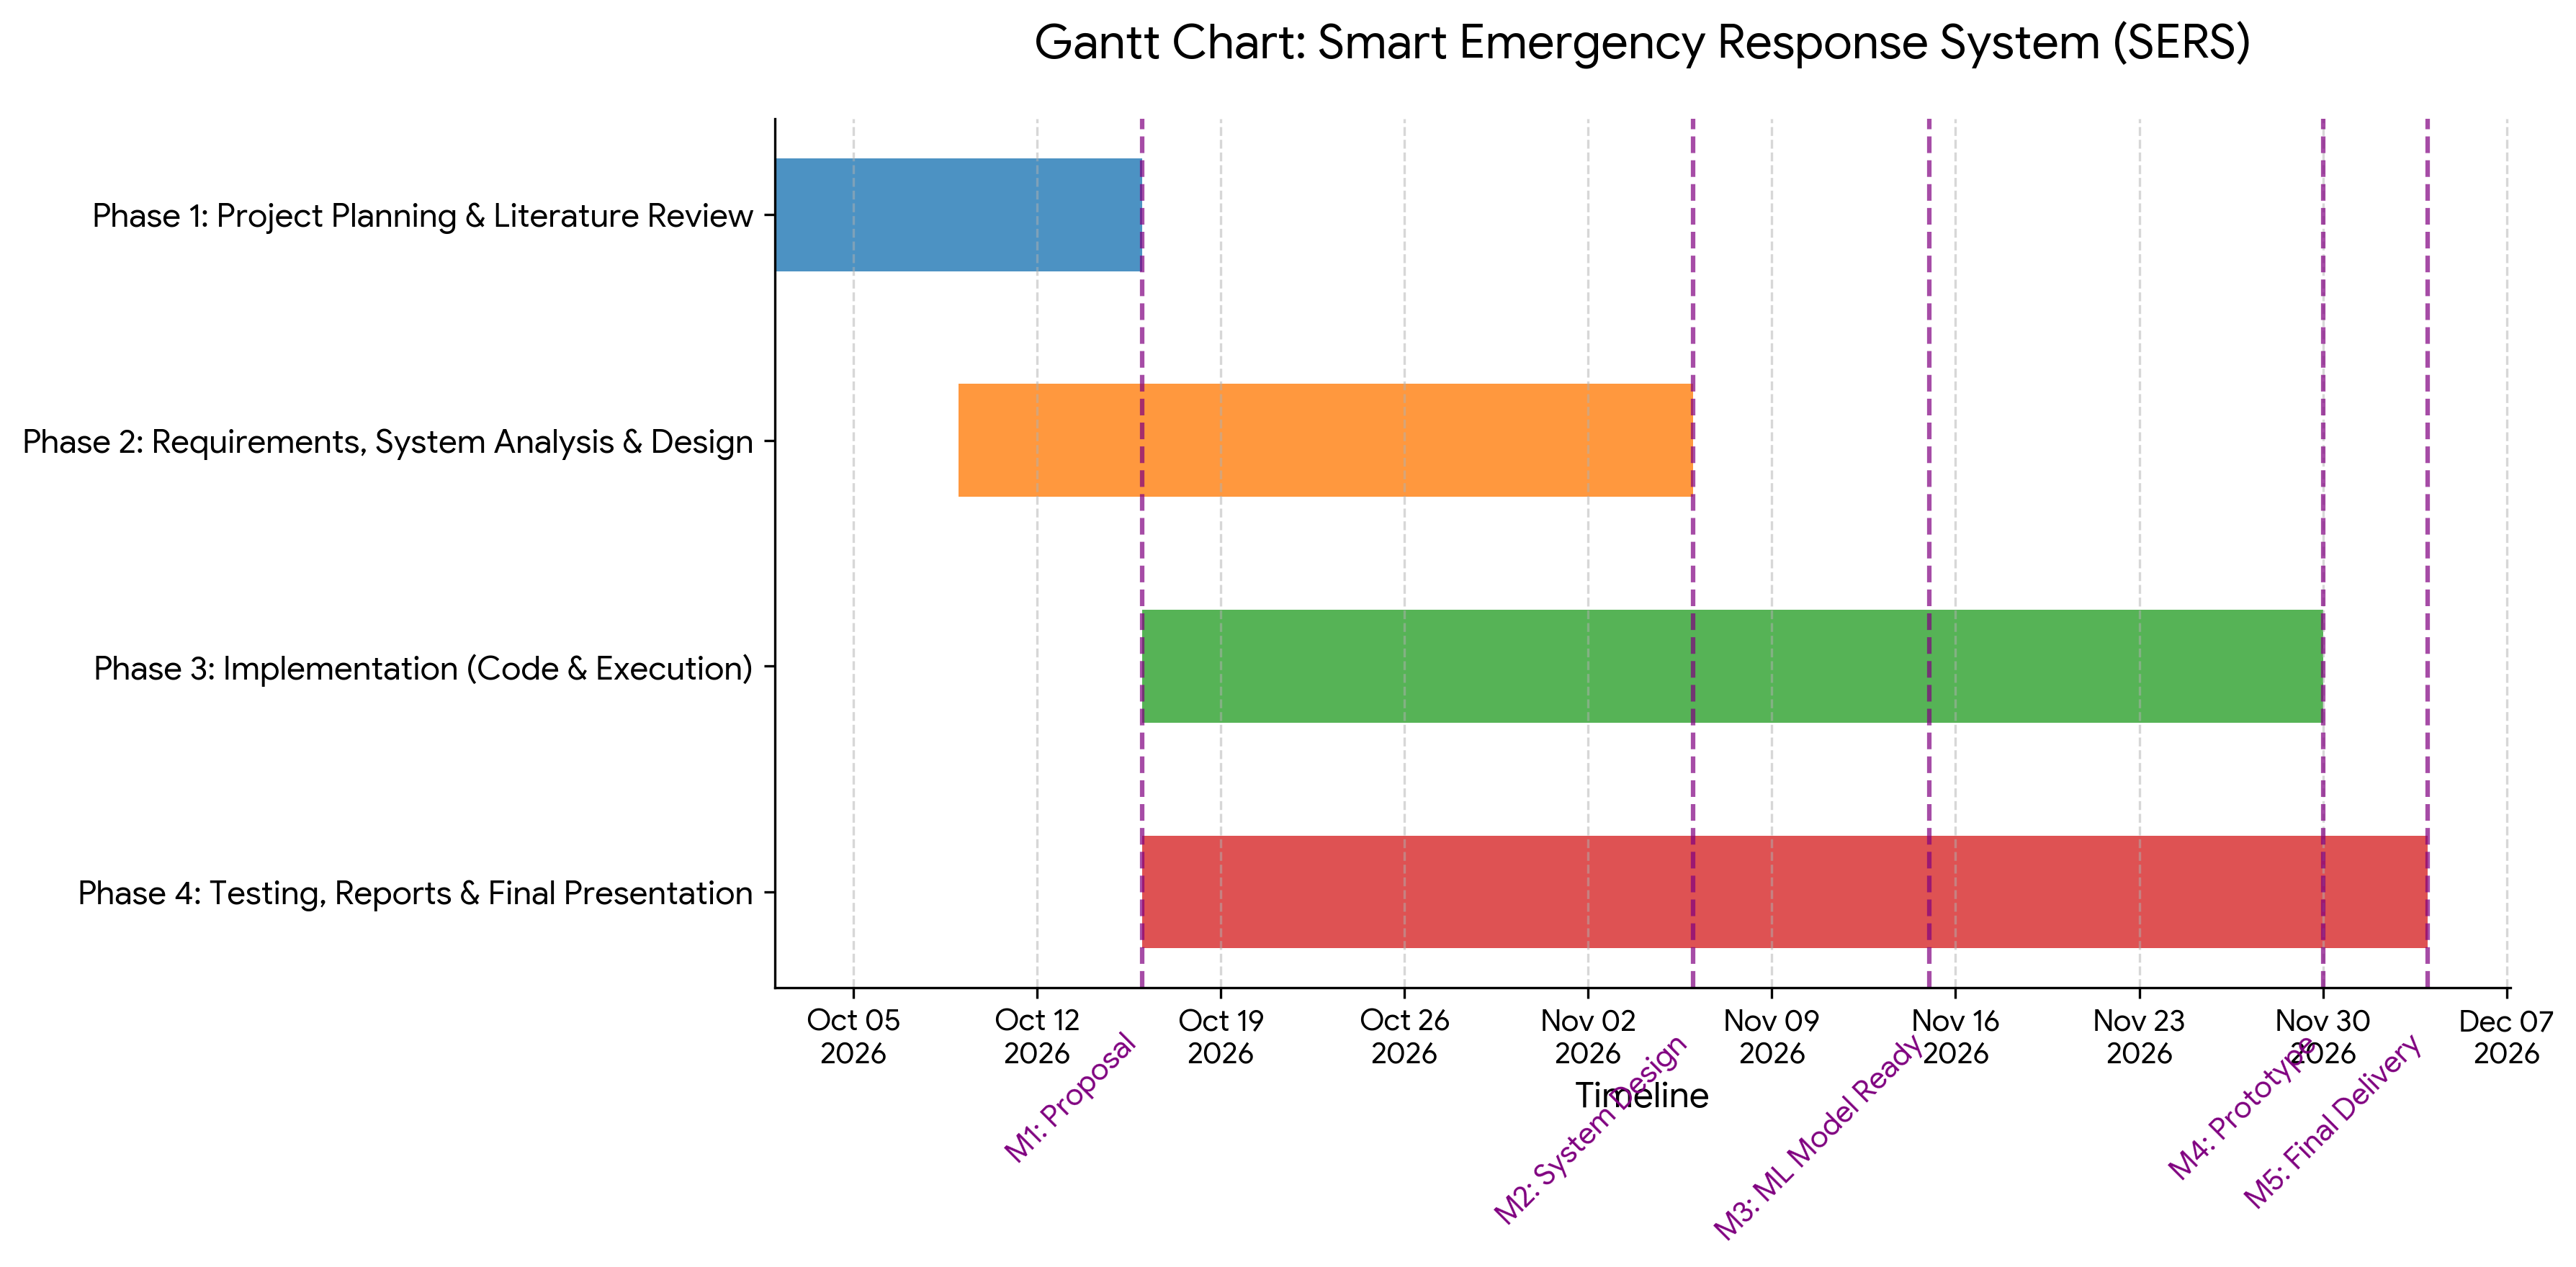 Gantt Chart: Smart Emergency Response System (SERS)
Phase 1: Project Planning & Literature Review
Phase 2: Requirements, System Analysis & Design
Phase 3: Implementation (Code & Execution)
Phase 4: Testing, Reports & Final Presentation
Oct 05
2026
Oct 12
2026
Oct 19
2026
Oct 26
2026
Nov 02
2026
Nov 09
2026
Nov 16
2026
Nov 23
2026
Nov 30
2026
Dec 07
2026
Timeline
M1: Proposal
M2: System Design
M3: ML Model Ready
M4: Prototype
M5: Final Delivery